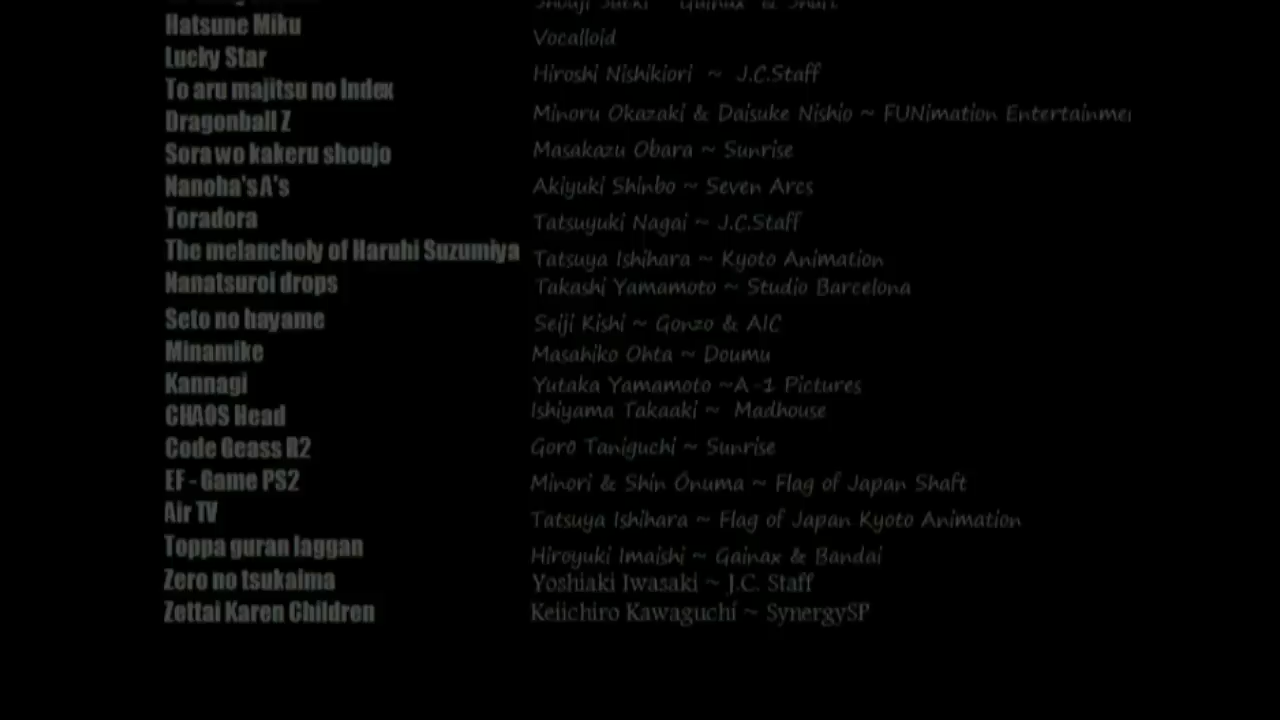 Hatsune Miku
Vocalloid
Lucky Star
Hiroshi Nishikiori ~ J.C.Staff
To aru majitsu no Index
Minoru Okazaki & Daisuke Nishio ~ FUNimation Entertainme
Dragonball Z
Masakazu Obara ~ Sunrise
Sora wo kakeru shoujo
Akiyuki Shinbo ~ Seven Arcs
Nanoha's A's
Tatsuyuki Nagai ~ J.C.Staff
Toradora
The melancholy of Haruhi Suzumiya
Tatsuya Ishihara ~ Kyoto Animation
Nanatsuroi drops
Takashi Yamamoto ~ Studio Barcelona
Seto no hayame
Seiji Kishi ~ Gonzo & AIC
Minamike
Masahiko Ohta ~ Doumu
Kannagi
Yutaka Yamamoto ~A -1 Pictures
CHAOS Head
Ishiyama Takaaki ~ Madhouse
Code Geass R2
Goro Taniguchi ~ Sunrise
EF - Game PS2
Minori & Shin Onuma ~ Flag of Japan Shaft
Air TV
Tatsuya Ishihara ~ Flag of Japan Kyoto Animation
Toppa guran laggan
Hiroyuki Imaishi ~ Gainax & Bandai
Zero no tsukaima
Yoshiaki Iwasaki ~ J.C. Staff
Zettai Karen Children
Keiichiro Kawaguchi ~ SynergySP